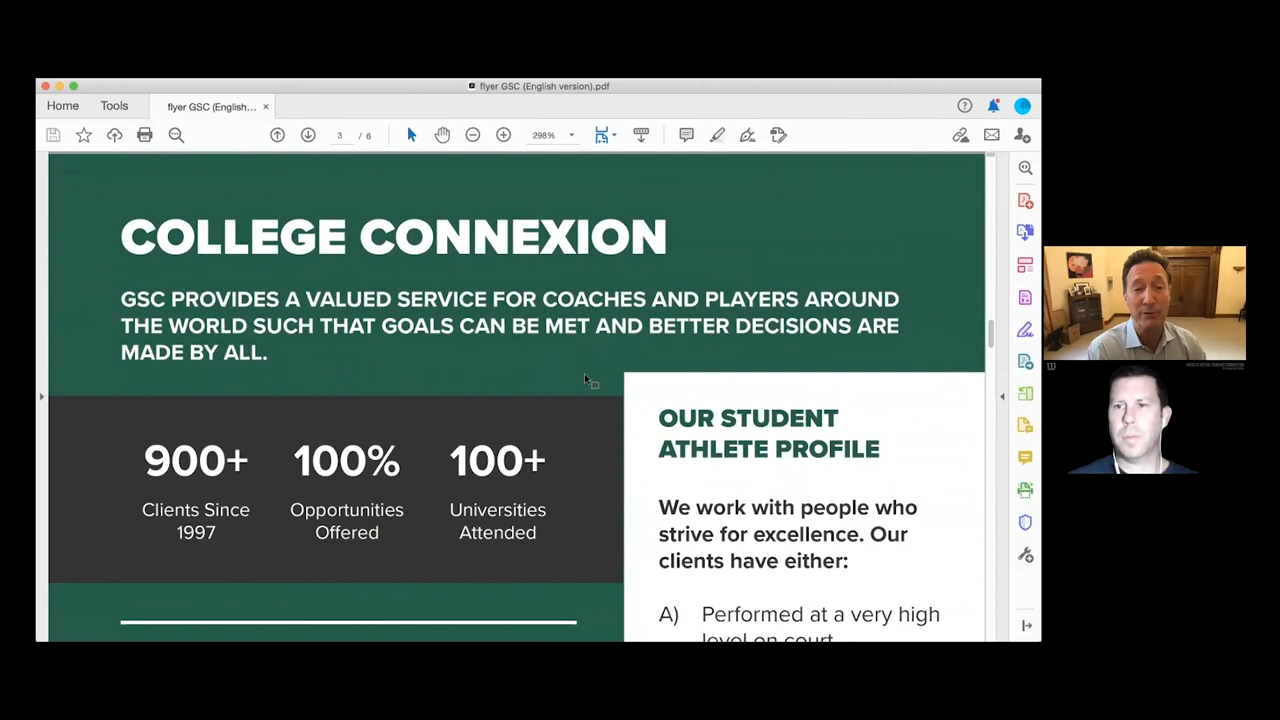 flyer GSC (English version).pdf
Home
Tools
flyer GSC (English...
3 / 6
298%
COLLEGE CONNEXION
GSC PROVIDES A VALUED SERVICE FOR COACHES AND PLAYERS AROUND
THE WORLD SUCH THAT GOALS CAN BE MET AND BETTER DECISIONS ARE
MADE BY ALL.
900+
Clients Since
1997
100%
Opportunities
Offered
100+
Universities
Attended
OUR STUDENT
ATHLETE PROFILE
We work with people who
strive for excellence. Our
clients have either:
A) Performed at a very high
level on court